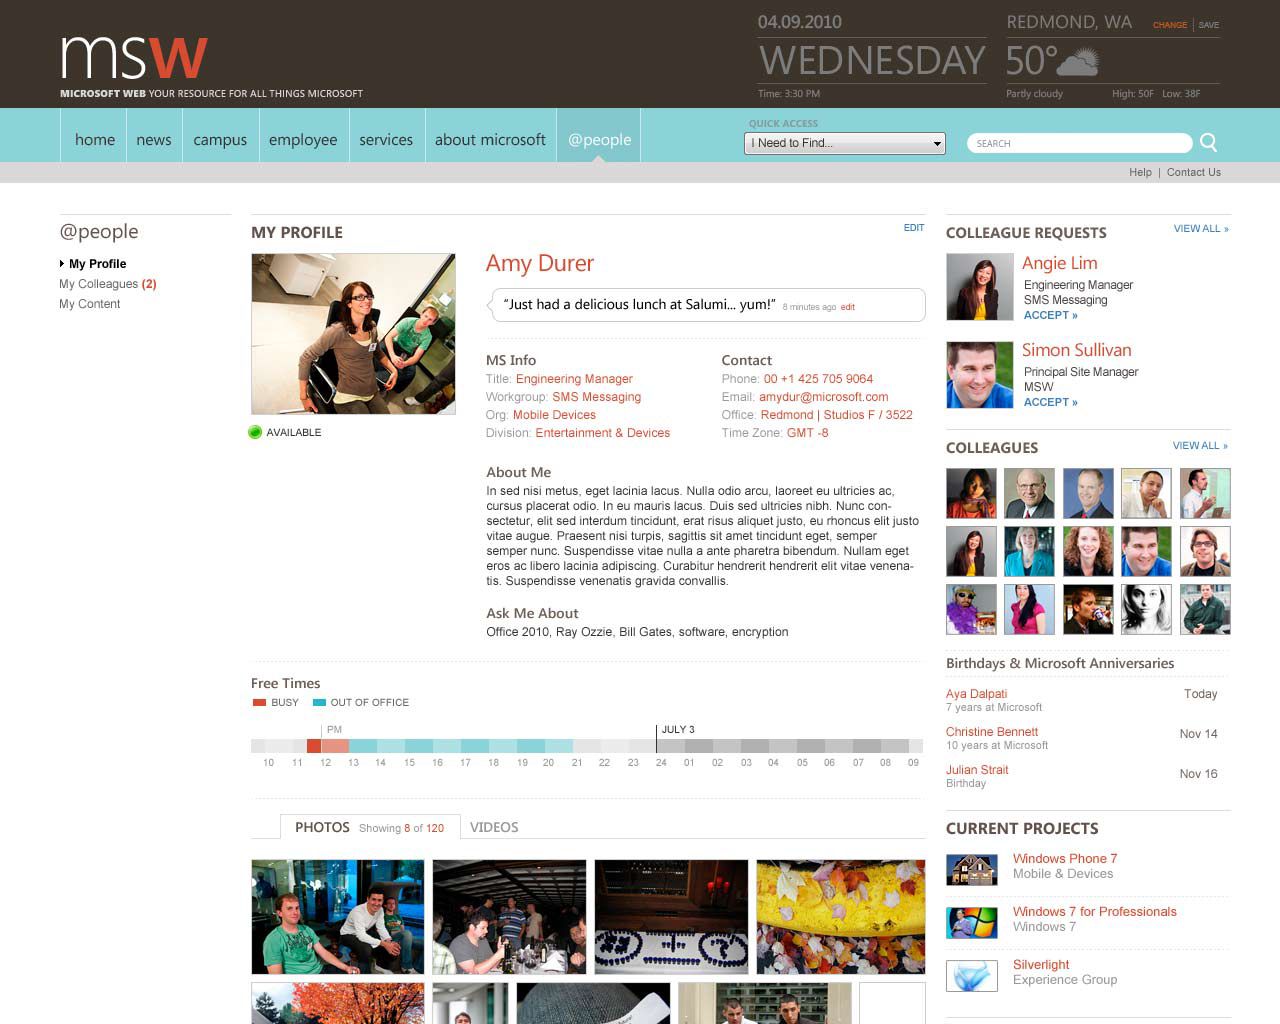 msw
MICROSOFT WEB YOUR RESOURCE FOR ALL THINGS MICROSOFT
04.09.2010
WEDNESDAY
Time: 3:30 PM
REDMOND, WA
CHANGE | SAVE
50°
Partly cloudy High: 50F Low: 38F
home news campus employee services about microsoft @people
QUICK ACCESS
I Need to Find...
SEARCH
Help | Contact Us
@people
My Profile
My Colleagues (2)
My Content
MY PROFILE
EDIT
AVAILABLE
Amy Durer
“Just had a delicious lunch at Salumi... yum!” 8 minutes ago edit
MS Info
Title: Engineering Manager
Workgroup: SMS Messaging
Org: Mobile Devices
Division: Entertainment & Devices
Contact
Phone: 00 +1 425 705 9064
Email: amydur@microsoft.com
Office: Redmond | Studios F / 3522
Time Zone: GMT -8
About Me
In sed nisi metus, eget lacinia lacus. Nulla odio arcu, laoreet eu ultricies ac,
cursus placerat odio. In eu mauris lacus. Duis sed ultricies nibh. Nunc con-
sectetur, elit sed interdum tincidunt, erat risus aliquet justo, eu rhoncus elit justo
vitae augue. Praesent nisi turpis, sagittis sit amet tincidunt eget, semper
semper nunc. Suspendisse vitae nulla a ante pharetra bibendum. Nullam eget
eros ac libero lacinia adipiscing. Curabitur hendrerit hendrerit elit vitae venena-
tis. Suspendisse venenatis gravida convallis.
Ask Me About
Office 2010, Ray Ozzie, Bill Gates, software, encryption
Free Times
BUSY OUT OF OFFICE
PM JULY 3
10 11 12 13 14 15 16 17 18 19 20 21 22 23 24 01 02 03 04 05 06 07 08 09
PHOTOS Showing 8 of 120 VIDEOS
COLLEAGUE REQUESTS
VIEW ALL »
Angie Lim
Engineering Manager
SMS Messaging
ACCEPT »
Simon Sullivan
Principal Site Manager
MSW
ACCEPT »
COLLEAGUES
VIEW ALL »
Birthdays & Microsoft Anniversaries
Aya Dalpati Today
7 years at Microsoft
Christine Bennett Nov 14
10 years at Microsoft
Julian Strait Nov 16
Birthday
CURRENT PROJECTS
Windows Phone 7
Mobile & Devices
Windows 7 for Professionals
Windows 7
Silverlight
Experience Group